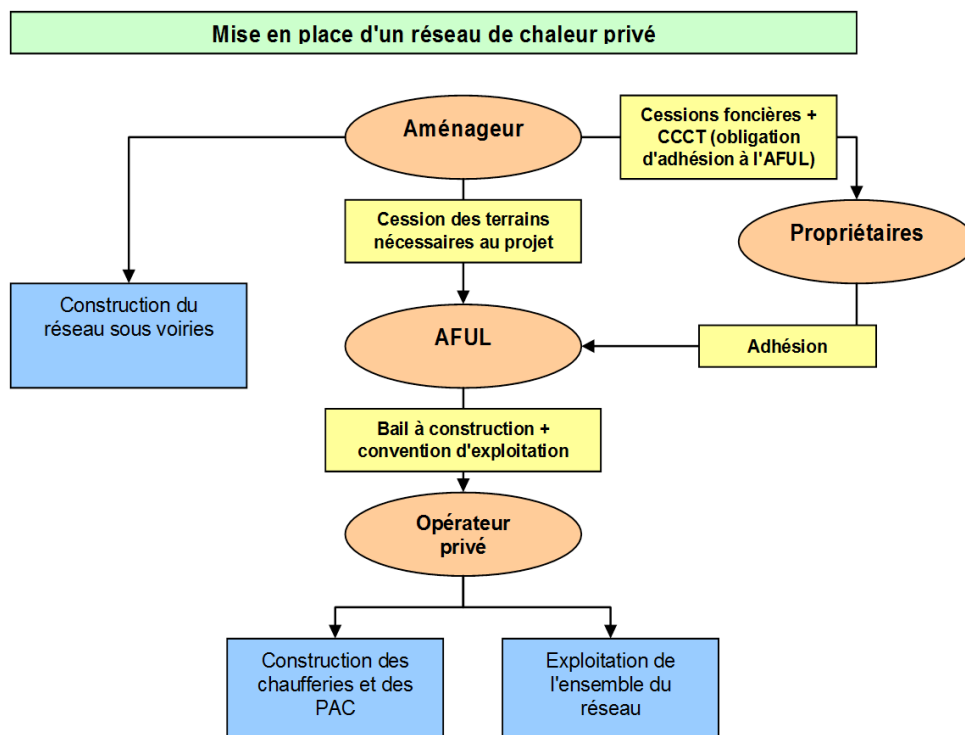 Mise en place d'un réseau de chaleur privé
Aménageur
Cessions foncières +
CCCT (obligation
d'adhésion à l'AFUL)
Cession des terrains
nécessaires au projet
Propriétaires
Construction du
réseau sous voiries
AFUL
Adhésion
Bail à construction +
convention d'exploitation
Opérateur
privé
Construction des
chaufferies et des
PAC
Exploitation de
l'ensemble du
réseau